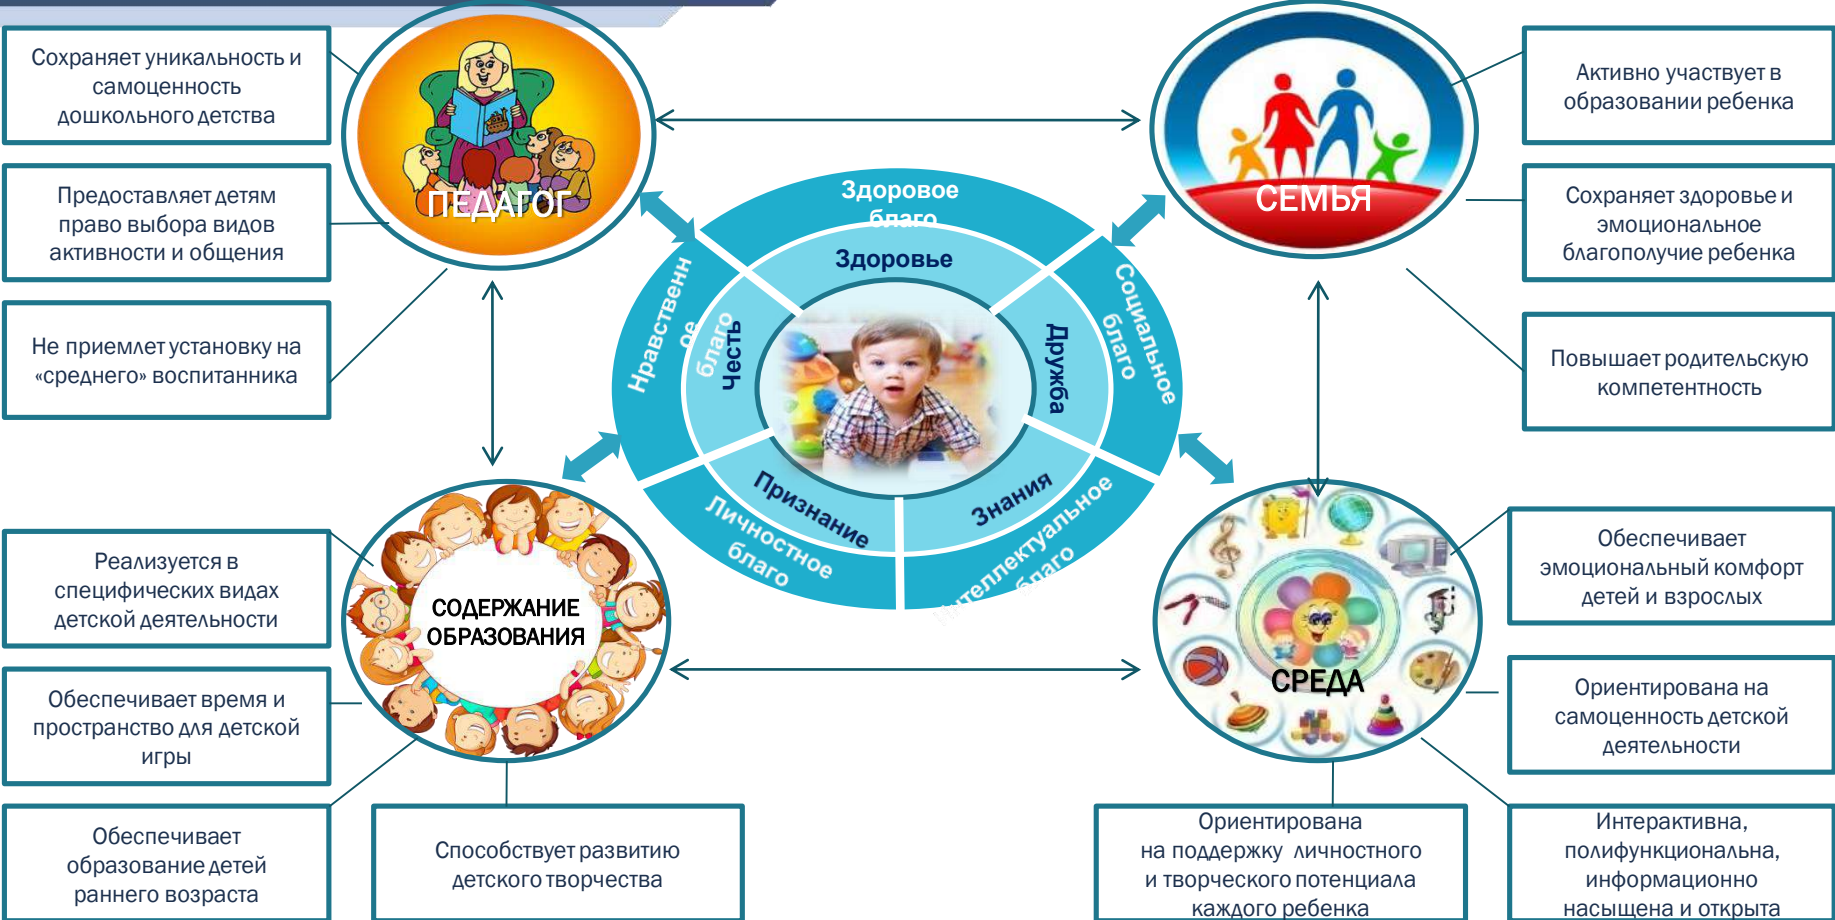 Сохраняет уникальность и
самоценность
дошкольного детства
Предоставляет детям
право выбора видов
активности и общения
Не приемлет установку на
«среднего» воспитанника
ПЕДАГОГ
СЕМЬЯ
Активно участвует в
образовании ребенка
Сохраняет здоровье и
эмоциональное
благополучие ребенка
Повышает родительскую
компетентность
Здоровое
благо
Здоровье
Нравственн
ое
благо
Честь
Социальное
благо
Дружба
Признание
Личностное
благо
Знания
Интеллектуальное
благо
Реализуется в
специфических видах
детской деятельности
Обеспечивает время и
пространство для детской
игры
Обеспечивает
образование детей
раннего возраста
Способствует развитию
детского творчества
СОДЕРЖАНИЕ
ОБРАЗОВАНИЯ
СРЕДА
Обеспечивает
эмоциональный комфорт
детей и взрослых
Ориентирована на
самоценность детской
деятельности
Ориентирована
на поддержку личностного
и творческого потенциала
каждого ребенка
Интерактивна,
полифункциональна,
информационно
насыщена и открыта